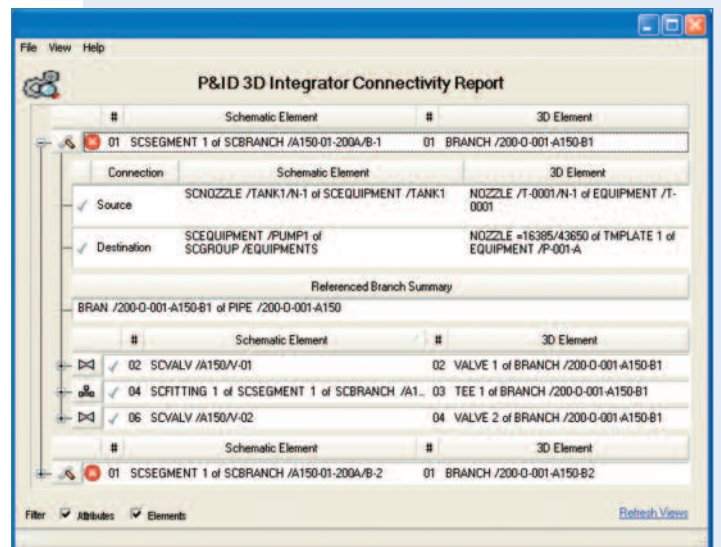 File View Help
P&ID 3D Integrator Connectivity Report
# Schematic Element # 3D Element
01 SCSEGMENT 1 of SCBRANCH /A150-01-200A/B-1 01 BRANCH /200-O-001-A150-B1
Connection Schematic Element 3D Element
Source SCNOZZLE /TANK1/N-1 of SCEQUIPMENT /TANK1 NOZZLE /T-0001/N-1 of EQUIPMENT /T-
0001
Destination SCEQUIPMENT /PUMP1 of NOZZLE =16385/43650 of TMPLATE 1 of
SCGROUP /EQUIPMENTS EQUIPMENT /P-001-A
Referenced Branch Summary
BRAN /200-O-001-A150-B1 of PIPE /200-O-001-A150
# Schematic Element # 3D Element
02 SCVALV /A150/V-01 02 VALVE 1 of BRANCH /200-O-001-A150-B1
04 SCFITTING 1 of SCSEGMENT 1 of SCBRANCH /A1... 03 TEE 1 of BRANCH /200-O-001-A150-B1
06 SCVALV /A150/V-02 04 VALVE 2 of BRANCH /200-O-001-A150-B1
# Schematic Element # 3D Element
01 SCSEGMENT 1 of SCBRANCH /A150-01-200A/B-2 01 BRANCH /200-O-001-A150-B2
Filter Attributes Elements Refresh Views